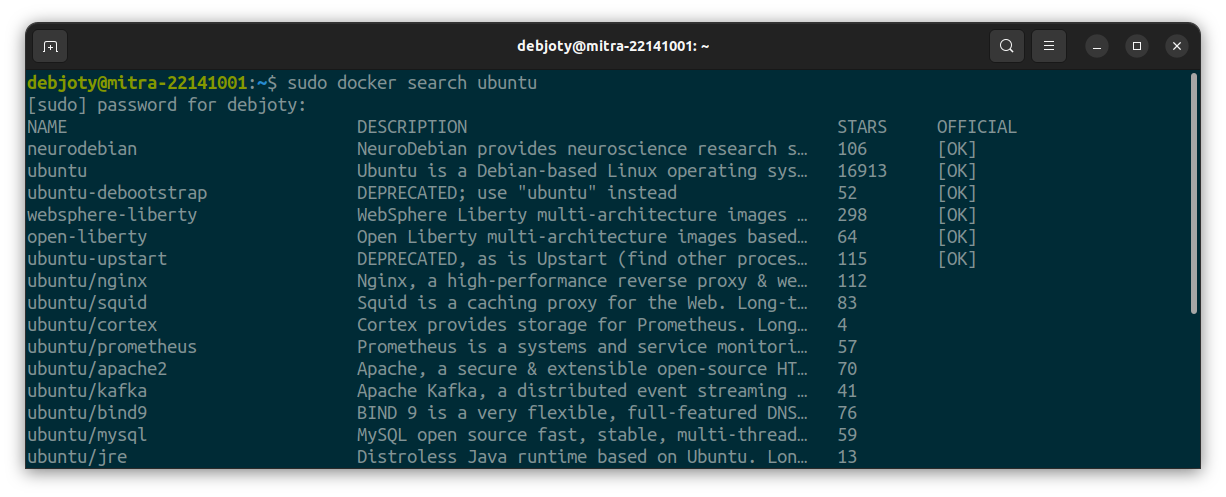 debjoty@mitra-22141001: ~
debjoty@mitra-22141001:~$ sudo docker search ubuntu
[sudo] password for debjoty:
NAME DESCRIPTION STARS OFFICIAL
neurodebian NeuroDebian provides neuroscience research s… 106 [OK]
ubuntu Ubuntu is a Debian-based Linux operating sys… 16913 [OK]
ubuntu-debootstrap DEPRECATED; use "ubuntu" instead 52 [OK]
websphere-liberty WebSphere Liberty multi-architecture images … 298 [OK]
open-liberty Open Liberty multi-architecture images based… 64 [OK]
ubuntu-upstart DEPRECATED, as is Upstart (find other proces… 115 [OK]
ubuntu/nginx Nginx, a high-performance reverse proxy & we… 112
ubuntu/squid Squid is a caching proxy for the Web. Long-t… 83
ubuntu/cortex Cortex provides storage for Prometheus. Long… 4
ubuntu/prometheus Prometheus is a systems and service monitori… 57
ubuntu/apache2 Apache, a secure & extensible open-source HT… 70
ubuntu/kafka Apache Kafka, a distributed event streaming … 41
ubuntu/bind9 BIND 9 is a very flexible, full-featured DNS… 76
ubuntu/mysql MySQL open source fast, stable, multi-thread… 59
ubuntu/jre Distroless Java runtime based on Ubuntu. Lon… 13